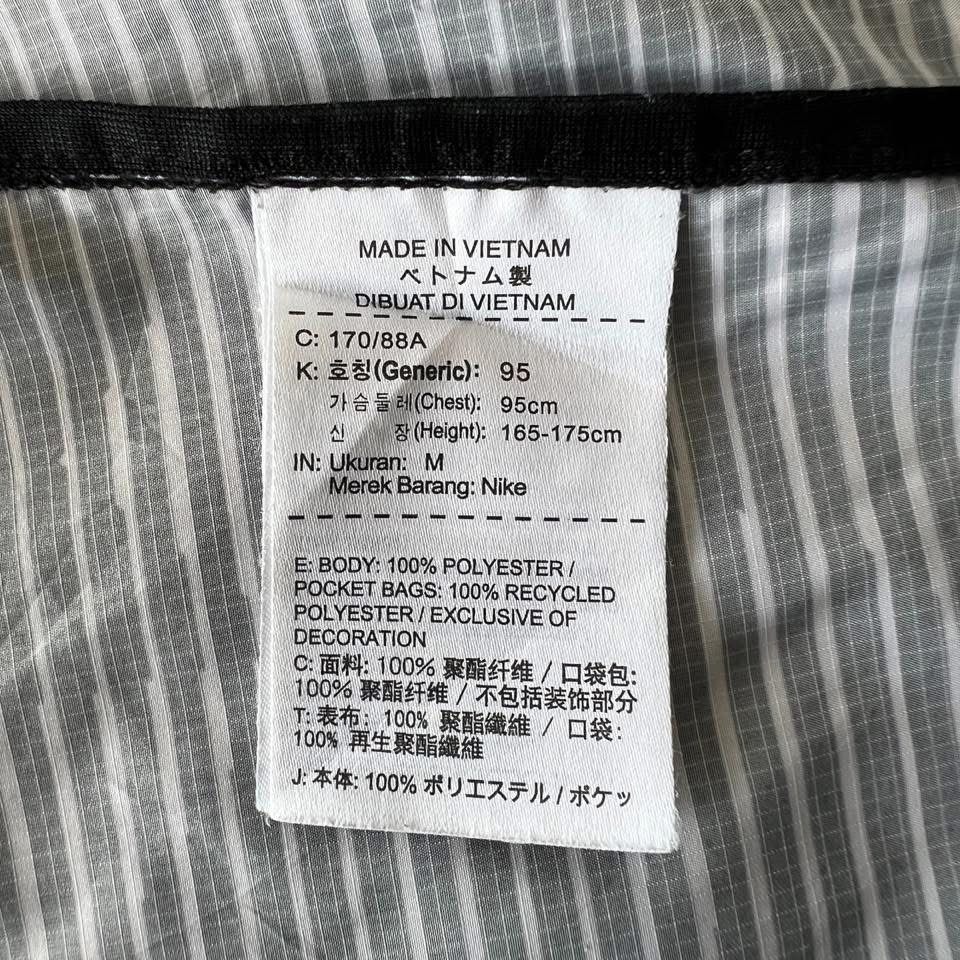 MADE IN VIETNAM
ベトナム製
DIBUAT DI VIETNAM
C: 170/88A
K: 호칭(Generic): 95
가슴둘레(Chest): 95cm
신 장(Height): 165-175cm
IN: Ukuran: M
Merek Barang: Nike
E: BODY: 100% POLYESTER /
POCKET BAGS: 100% RECYCLED
POLYESTER / EXCLUSIVE OF
DECORATION
C: 面料: 100% 聚酯纤维 / 口袋包:
100% 聚酯纤维 / 不包括装饰部分
T: 表布: 100% 聚酯纖維 / 口袋:
100% 再生聚酯纖維
J: 本体: 100% ポリエステル / ポケッ